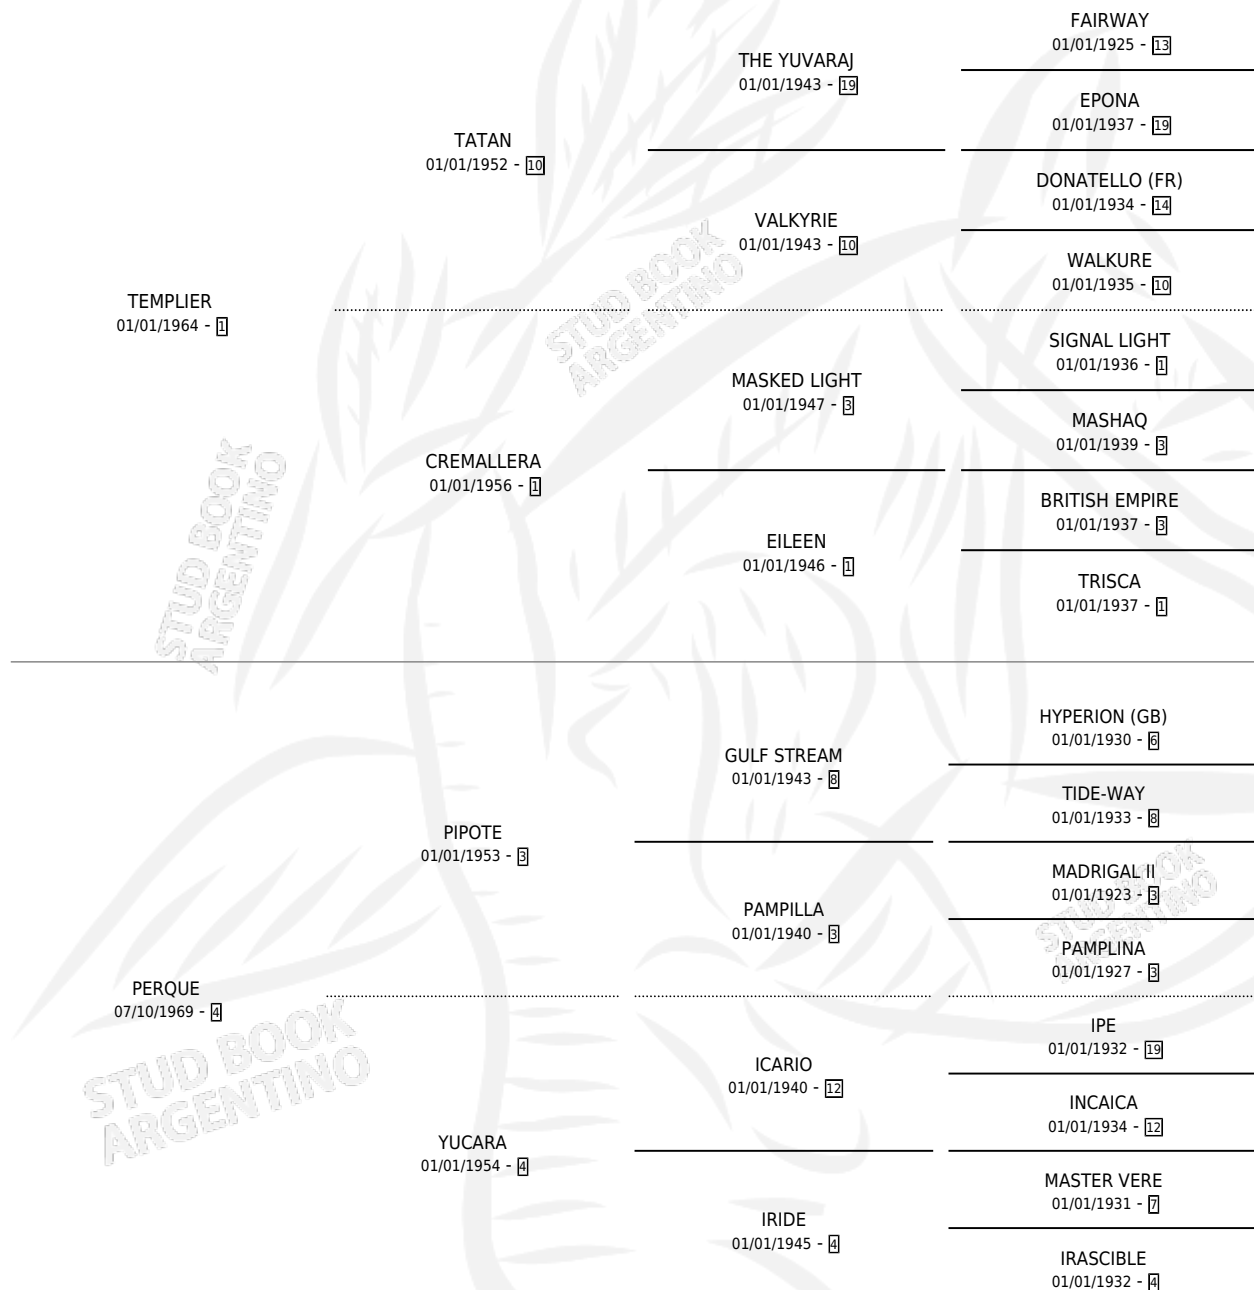 FAIRWAY
01/01/1925 - 13
THE YUVARAJ
01/01/1943 - 19
EPONA
01/01/1937 - 19
TATAN
01/01/1952 - 10
DONATELLO (FR)
01/01/1934 - 14
VALKYRIE
01/01/1943 - 10
WALKURE
01/01/1935 - 10
TEMPLIER
01/01/1964 - 1
SIGNAL LIGHT
01/01/1936 - 1
MASKED LIGHT
01/01/1947 - 3
MASHAQ
01/01/1939 - 3
CREMALLERA
01/01/1956 - 1
BRITISH EMPIRE
01/01/1937 - 3
EILEEN
01/01/1946 - 1
TRISCA
01/01/1937 - 1
HYPERION (GB)
01/01/1930 - 6
GULF STREAM
01/01/1943 - 8
TIDE-WAY
01/01/1933 - 8
PIPOTE
01/01/1953 - 3
MADRIGAL II
01/01/1923 - 3
PAMPILLA
01/01/1940 - 3
PAMPLINA
01/01/1927 - 3
PERQUE
07/10/1969 - 4
IPE
01/01/1932 - 19
ICARIO
01/01/1940 - 12
INCAICA
01/01/1934 - 12
YUCARA
01/01/1954 - 4
MASTER VERE
01/01/1931 - 7
IRIDE
01/01/1945 - 4
IRASCIBLE
01/01/1932 - 4
STUD BOOK
ARGENTINO
STUD BOOK
ARGENTINO
STUD BOOK
ARGENTINO
STUD BOOK
ARGENTINO